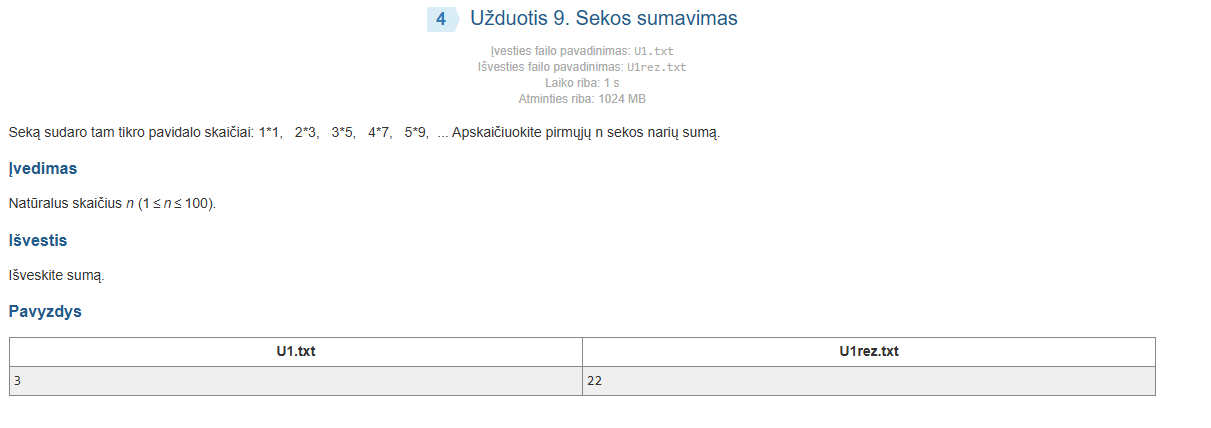 4 Užduotis 9. Sekos sumavimas
Įvesties failo pavadinimas: U1.txt
Išvesties failo pavadinimas: U1rez.txt
Laiko riba: 1 s
Atminties riba: 1024 MB
Seką sudaro tam tikro pavidalo skaičiai: 1*1, 2*3, 3*5, 4*7, 5*9, ... Apskaičiuokite pirmųjų n sekos narių sumą.
Įvedimas
Natūralus skaičius n (1 ≤ n ≤ 100).
Išvestis
Išveskite sumą.
Pavyzdys
U1.txt U1rez.txt
3 22